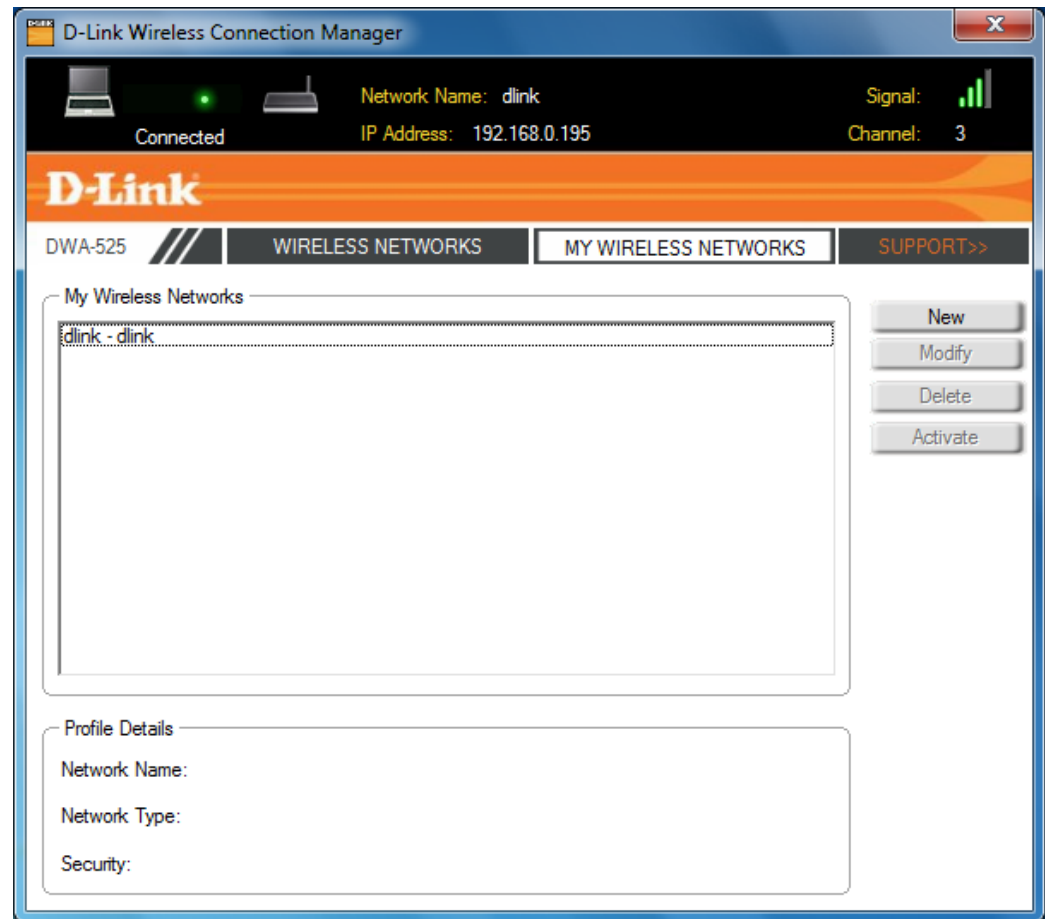 D-Link Wireless Connection Manager
Network Name: dlink Signal:
Connected IP Address: 192.168.0.195 Channel: 3
D-Link
DWA-525 WIRELESS NETWORKS MY WIRELESS NETWORKS SUPPORT>>
My Wireless Networks
dlink - dlink
New
Modify
Delete
Activate
Profile Details
Network Name:
Network Type:
Security: